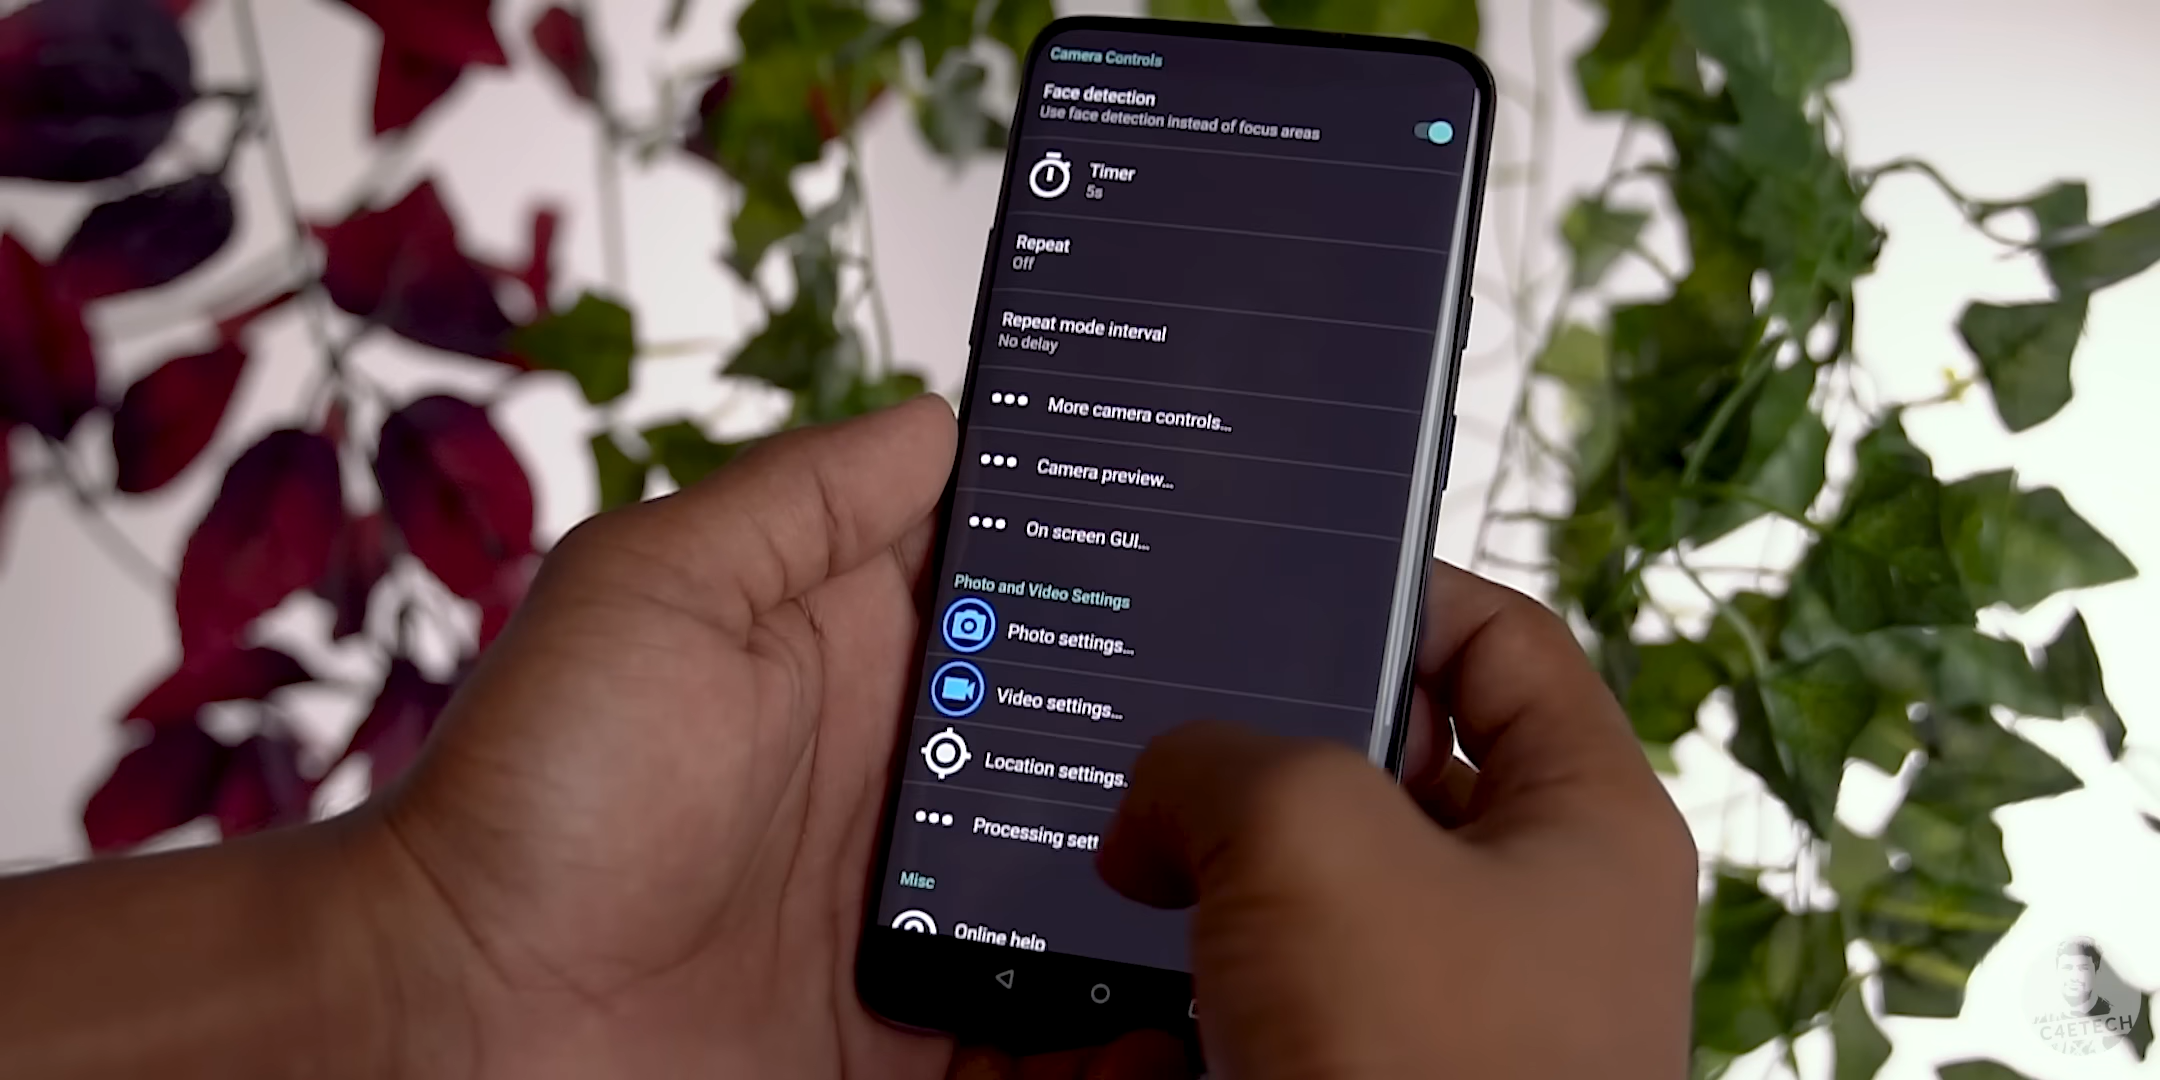 Camera Controls
Face detection
Use face detection instead of focus areas
Timer
5s
Repeat
Off
Repeat mode interval
No delay
More camera controls...
Camera preview...
On screen GUI...
Photo and Video Settings
Photo settings...
Video settings...
Location settings.
Processing sett
Misc
Online help
C4ETECH